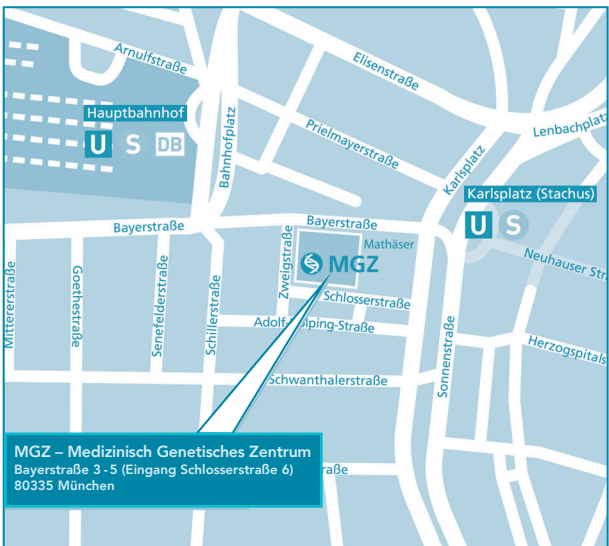 Arnulfstraße
Elisenstraße
Hauptbahnhof
U S DB
Bahnhofplatz
Prielmayerstraße
Lenbachplatz
Karlsplatz
Karlsplatz (Stachus)
U S
Bayerstraße
Bayerstraße
Mathäser
MGZ
Zweigstraße
Neuhauser Str
Mittererstraße
Goethestraße
Senefelderstraße
Schillerstraße
Schlosserstraße
Adolf-Kolping-Straße
Sonnenstraße
Herzogspitals
Schwanthalerstraße
MGZ – Medizinisch Genetisches Zentrum
Bayerstraße 3-5 (Eingang Schlosserstraße 6)
80335 München
raße